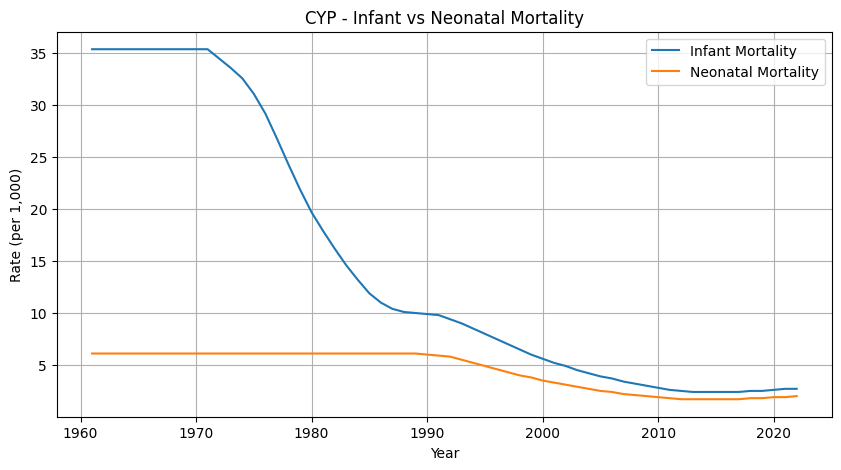 CYP - Infant vs Neonatal Mortality
Infant Mortality
Neonatal Mortality
Rate (per 1,000)
35
30
25
20
15
10
5
1960 1970 1980 1990 2000 2010 2020
Year